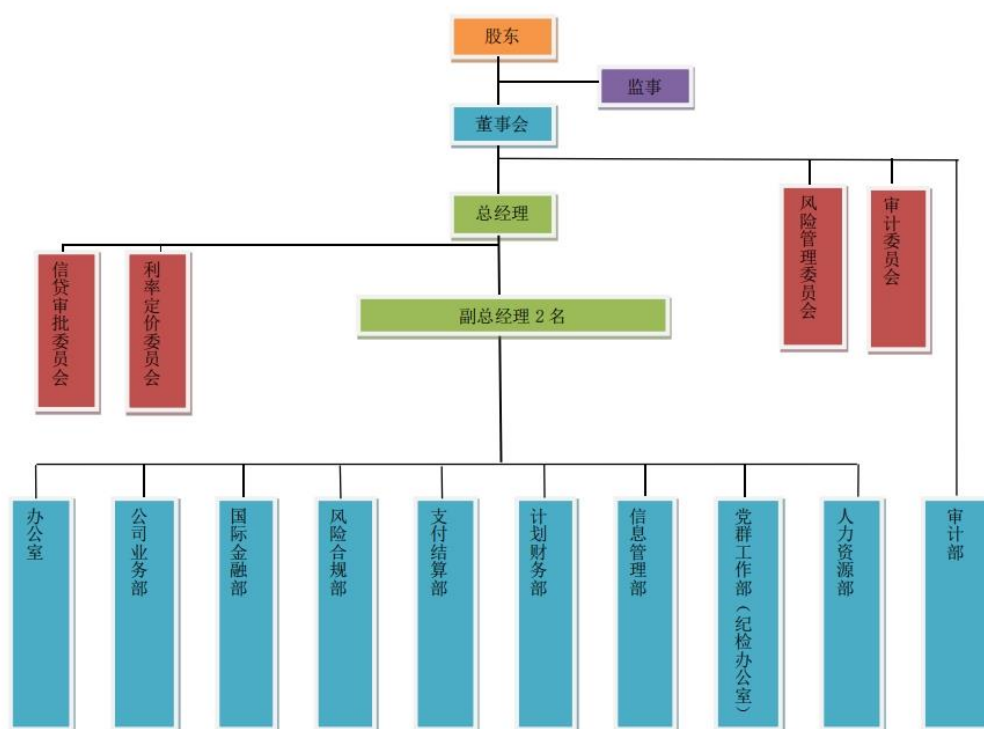 股东
监事
董事会
总经理
风险管理委员会
审计委员会
信贷审批委员会
利率定价委员会
副总经理 2 名
办公室
公司业务部
国际金融部
风险合规部
支付结算部
计划财务部
信息管理部
党群工作部（纪检办公室）
人力资源部
审计部